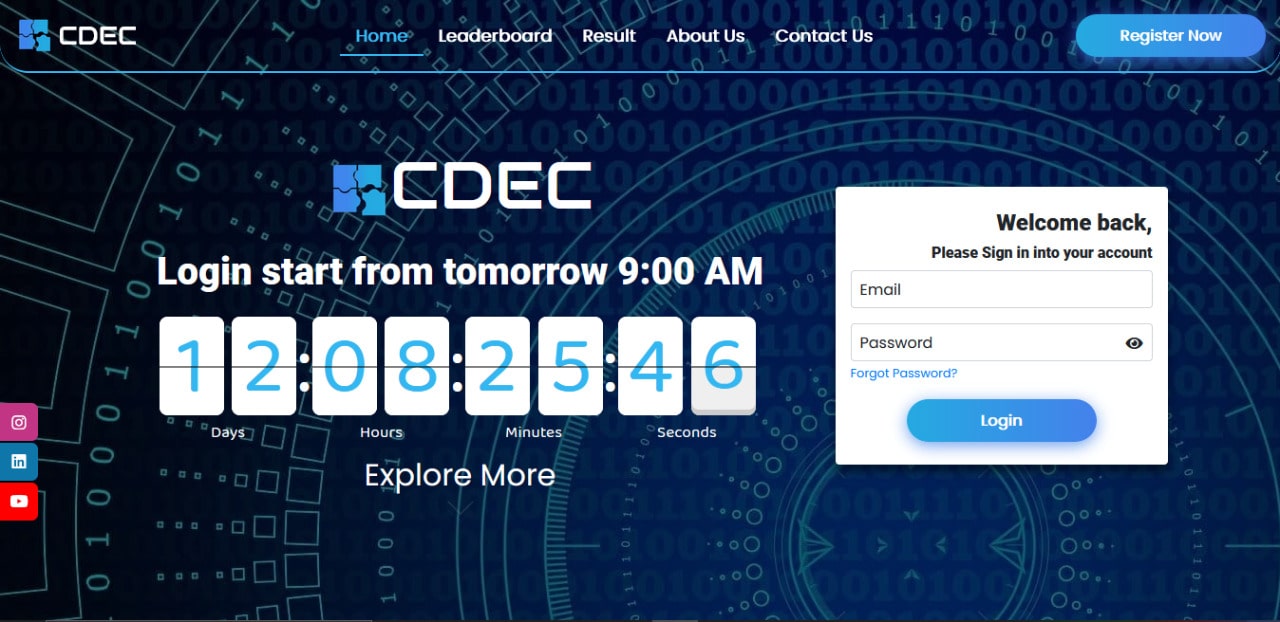 CDEC
Home Leaderboard Result About Us Contact Us
Register Now
CDEC
Login start from tomorrow 9:00 AM
12:08:25:46
Days Hours Minutes Seconds
Explore More
Welcome back,
Please Sign in into your account
Email
Password
Forgot Password?
Login